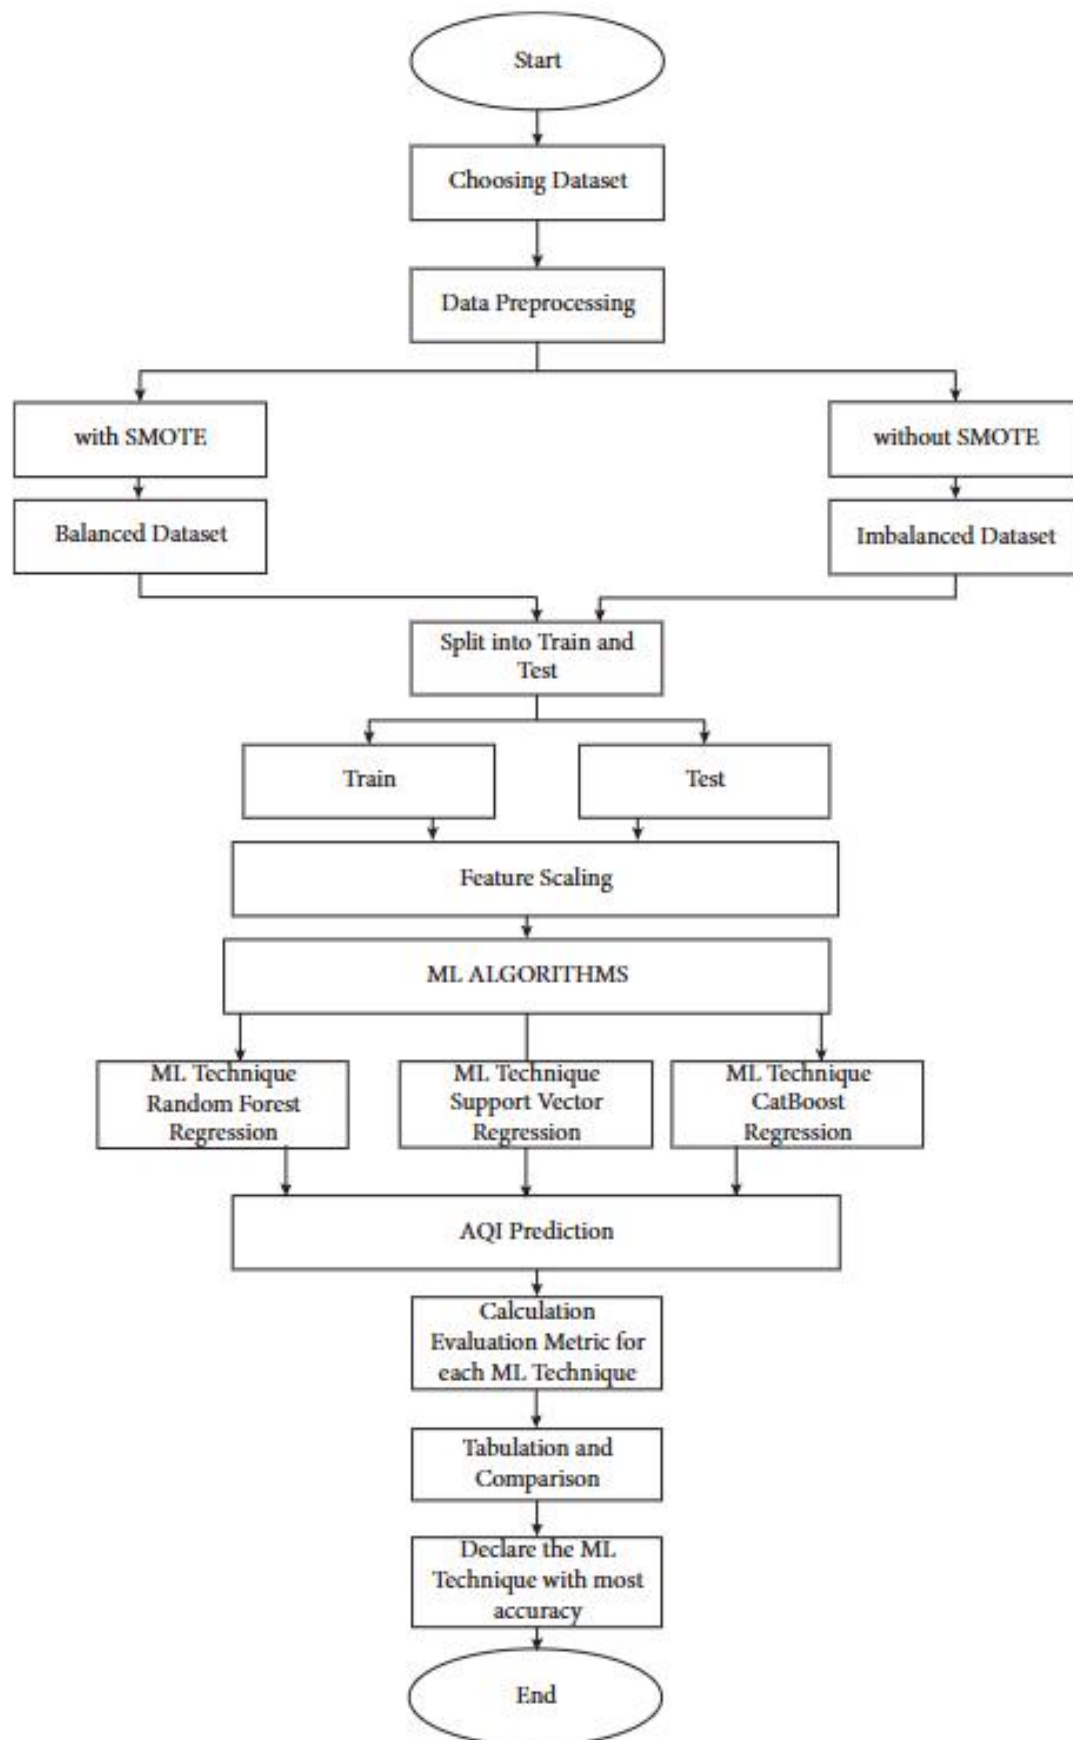 Start
Choosing Dataset
Data Preprocessing
with SMOTE
without SMOTE
Balanced Dataset
Imbalanced Dataset
Split into Train and
Test
Train
Test
Feature Scaling
ML ALGORITHMS
ML Technique
Random Forest
Regression
ML Technique
Support Vector
Regression
ML Technique
CatBoost
Regression
AQI Prediction
Calculation
Evaluation Metric for
each ML Technique
Tabulation and
Comparison
Declare the ML
Technique with most
accuracy
End